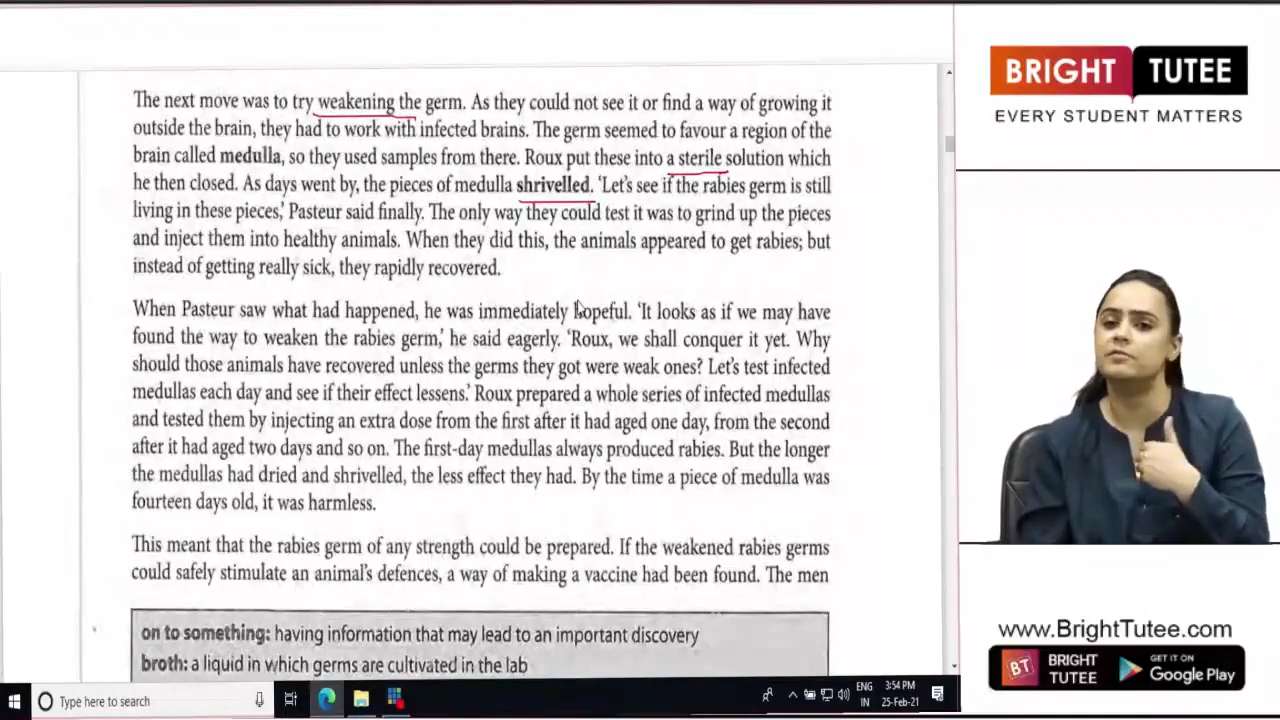 The next move was to try weakening the germ. As they could not see it or find a way of growing it
outside the brain, they had to work with infected brains. The germ seemed to favour a region of the
brain called medulla, so they used samples from there. Roux put these into a sterile solution which
he then closed. As days went by, the pieces of medulla shrivelled. ‘Let’s see if the rabies germ is still
living in these pieces,’ Pasteur said finally. The only way they could test it was to grind up the pieces
and inject them into healthy animals. When they did this, the animals appeared to get rabies; but
instead of getting really sick, they rapidly recovered.
When Pasteur saw what had happened, he was immediately hopeful. ‘It looks as if we may have
found the way to weaken the rabies germ,’ he said eagerly. ‘Roux, we shall conquer it yet. Why
should those animals have recovered unless the germs they got were weak ones? Let’s test infected
medullas each day and see if their effect lessens.’ Roux prepared a whole series of infected medullas
and tested them by injecting an extra dose from the first after it had aged one day, from the second
after it had aged two days and so on. The first-day medullas always produced rabies. But the longer
the medullas had dried and shrivelled, the less effect they had. By the time a piece of medulla was
fourteen days old, it was harmless.
This meant that the rabies germ of any strength could be prepared. If the weakened rabies germs
could safely stimulate an animal’s defences, a way of making a vaccine had been found. The men
on to something: having information that may lead to an important discovery
broth: a liquid in which germs are cultivated in the lab
BRIGHT TUTEE
EVERY STUDENT MATTERS
www.BrightTutee.com
BT BRIGHT TUTEE
GET IT ON
Google Play
Type here to search
ENG
IN
3:54 PM
25-Feb-21